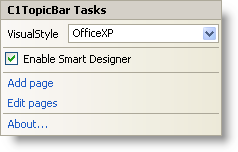 C1TopicBar Tasks
VisualStyle OfficeXP
Enable Smart Designer
Add page
Edit pages
About...